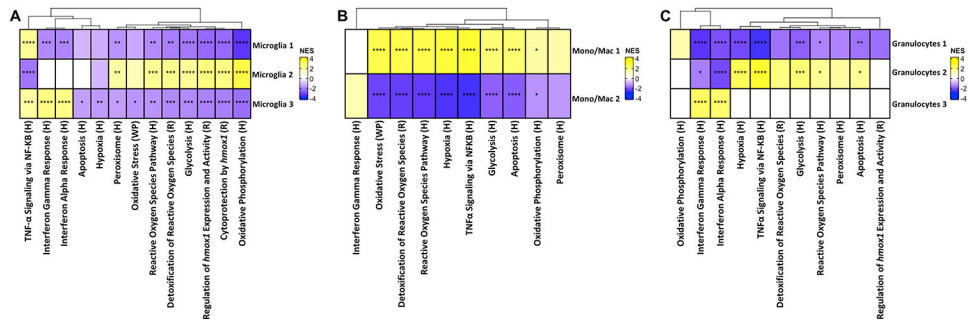 A
B
C
**** *** *** ** ** ** *** *** **** **** ****
Microglia 1
**** ** *** *** **** **** **** ****
Microglia 2
*** **** **** * ** * * ** *** *** **** **** ****
Microglia 3
NES
4
2
0
-2
-4
TNF-α Signaling via NF-KB (H)
Interferon Gamma Response (H)
Interferon Alpha Response (H)
Apoptosis (H)
Hypoxia (H)
Peroxisome (H)
Oxidative Stress (WP)
Reactive Oxygen Species Pathway (H)
Detoxification of Reactive Oxygen Species (R)
Glycolysis (H)
Regulation of hmox1 Expression and Activity (R)
Cytoprotection by hmox1 (R)
Oxidative Phosphorylation (H)
**** **** **** **** **** **** **** *
Mono/Mac 1
**** **** **** **** **** **** **** *
Mono/Mac 2
NES
4
2
0
-2
-4
Interferon Gamma Response (H)
Oxidative Stress (WP)
Detoxification of Reactive Oxygen Species (R)
Reactive Oxygen Species Pathway (H)
Hypoxia (H)
TNFα Signaling via NFKB (H)
Glycolysis (H)
Apoptosis (H)
Oxidative Phosphorylation (H)
Peroxisome (H)
**** **** **** **** *** * **
Granulocytes 1
* **** **** **** *** * *
Granulocytes 2
**** ****
Granulocytes 3
NES
4
2
0
-2
-4
Oxidative Phosphorylation (H)
Interferon Gamma Response (H)
Interferon Alpha Response (H)
Hypoxia (H)
TNFα Signaling via NF-KB (H)
Detoxification of Reactive Oxygen Species (R)
Glycolysis (H)
Reactive Oxygen Species Pathway (H)
Peroxisome (H)
Apoptosis (H)
Regulation of hmox1 Expression and Activity (R)